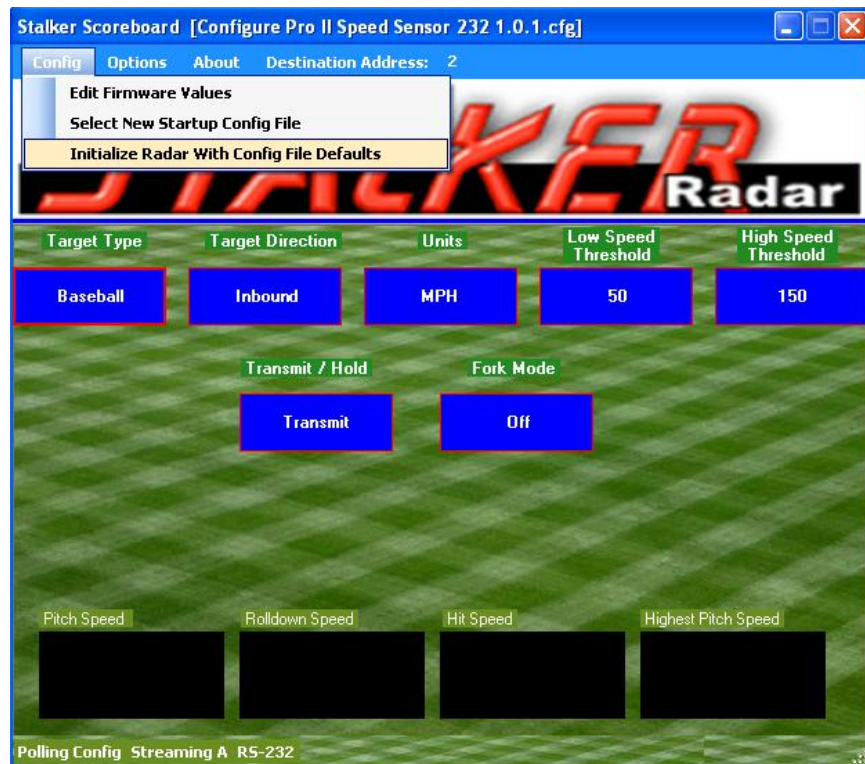 Stalker Scoreboard [Configure Pro II Speed Sensor 232 1.0.1.cfg]
Config Options About Destination Address: 2
Edit Firmware Values
Select New Startup Config File
Initialize Radar With Config File Defaults
STALKER
Radar
Target Type Target Direction Units Low Speed Threshold High Speed Threshold
Baseball Inbound MPH 50 150
Transmit / Hold Fork Mode
Transmit Off
Pitch Speed Rolldown Speed Hit Speed Highest Pitch Speed
Polling Config Streaming A RS-232